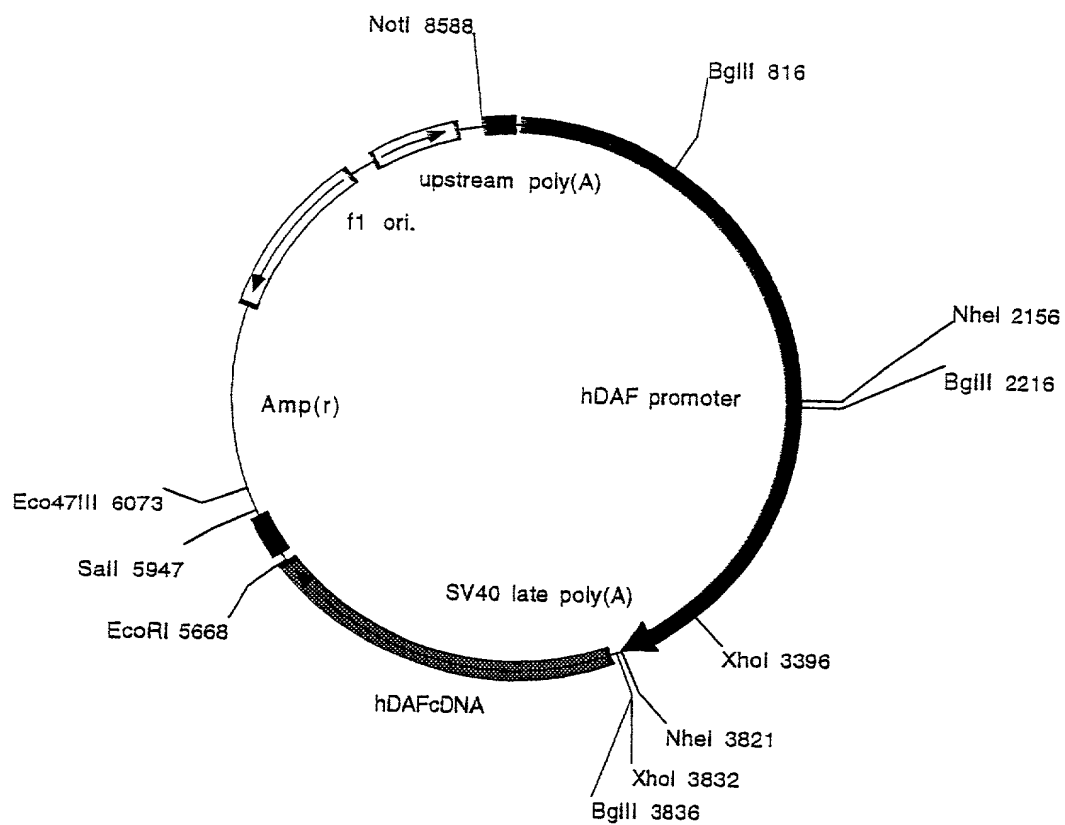 NotI 8588
BglII 816
upstream poly(A)
f1 ori.
NheI 2156
BglII 2216
hDAF promoter
Amp(r)
Eco47III 6073
SalI 5947
SV40 late poly(A)
EcoRI 5668
XhoI 3396
hDAFcDNA
NheI 3821
XhoI 3832
BglII 3836